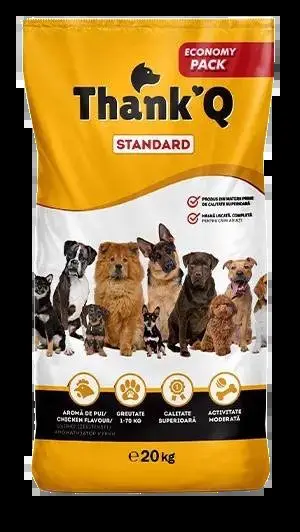 ECONOMY
PACK
Thank'Q
STANDARD
PRODUS DIN MATERII PRIME
DE CALITATE SUPERIOARĂ
HRANĂ USCATĂ, COMPLETĂ
PENTRU CÂINI ADULȚI
AROMĂ DE PUI/
CHICKEN FLAVOUR/
GREUTATE
1-70 KG
CALITATE
SUPERIOARĂ
ACTIVITATE
MODERATĂ
℮20kg